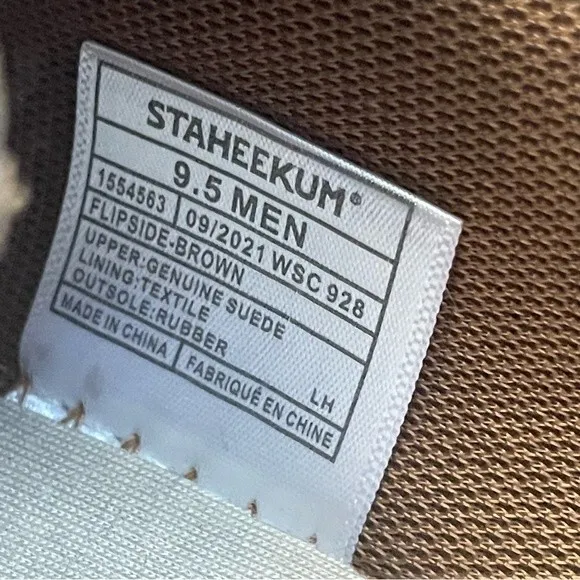 STAHEEKUM®
9.5 MEN
1554563 09/2021 WSC 928
FLIPSIDE-BROWN
UPPER:GENUINE SUEDE
LINING:TEXTILE
OUTSOLE:RUBBER LH
MADE IN CHINA FABRIQUÉ EN CHINE